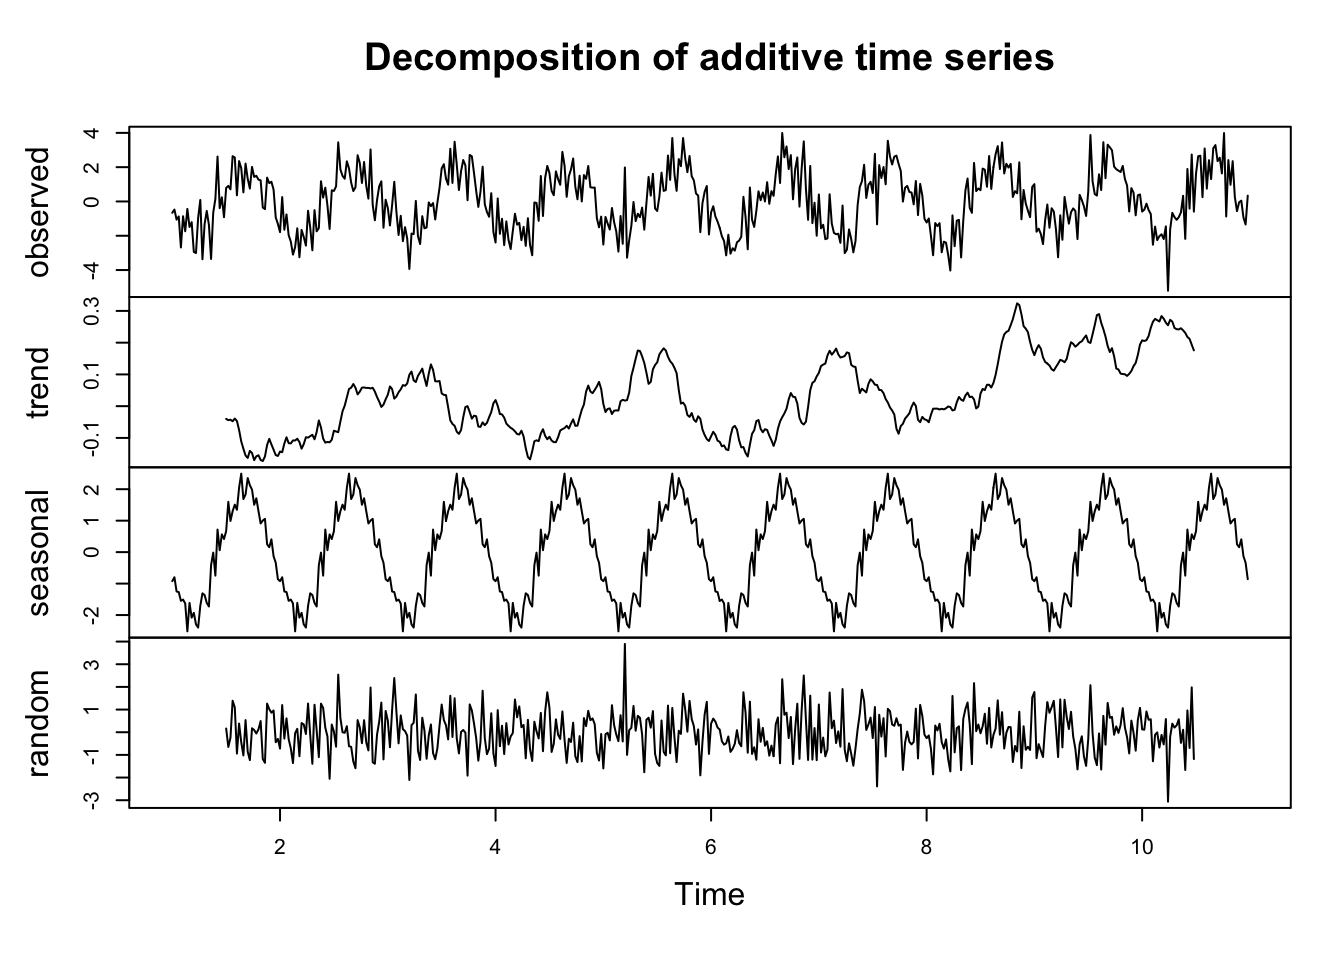 Decomposition of additive time series
observed
4
2
0
-4
trend
0.3
0.1
-0.1
seasonal
2
1
0
-2
random
3
1
-1
-3
2 4 6 8 10
Time